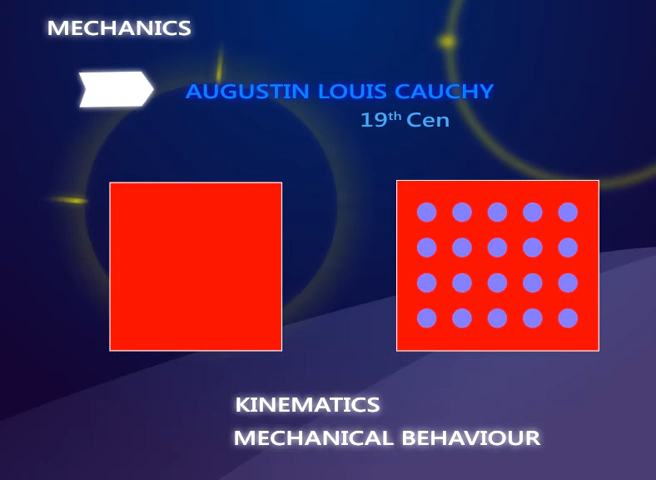 MECHANICS
AUGUSTIN LOUIS CAUCHY
19th Cen
KINEMATICS
MECHANICAL BEHAVIOUR